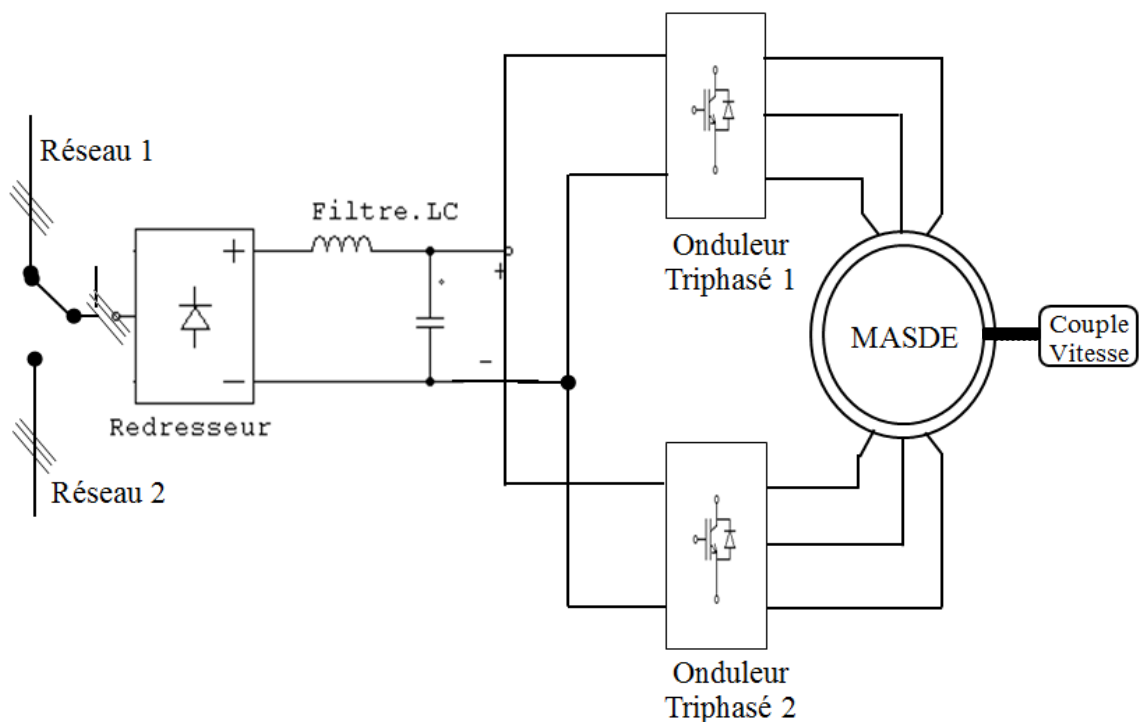 Réseau 1
Filtre.LC
+
+
-
-
Redresseur
Réseau 2
Onduleur
Triphasé 1
MASDE
Couple
Vitesse
Onduleur
Triphasé 2